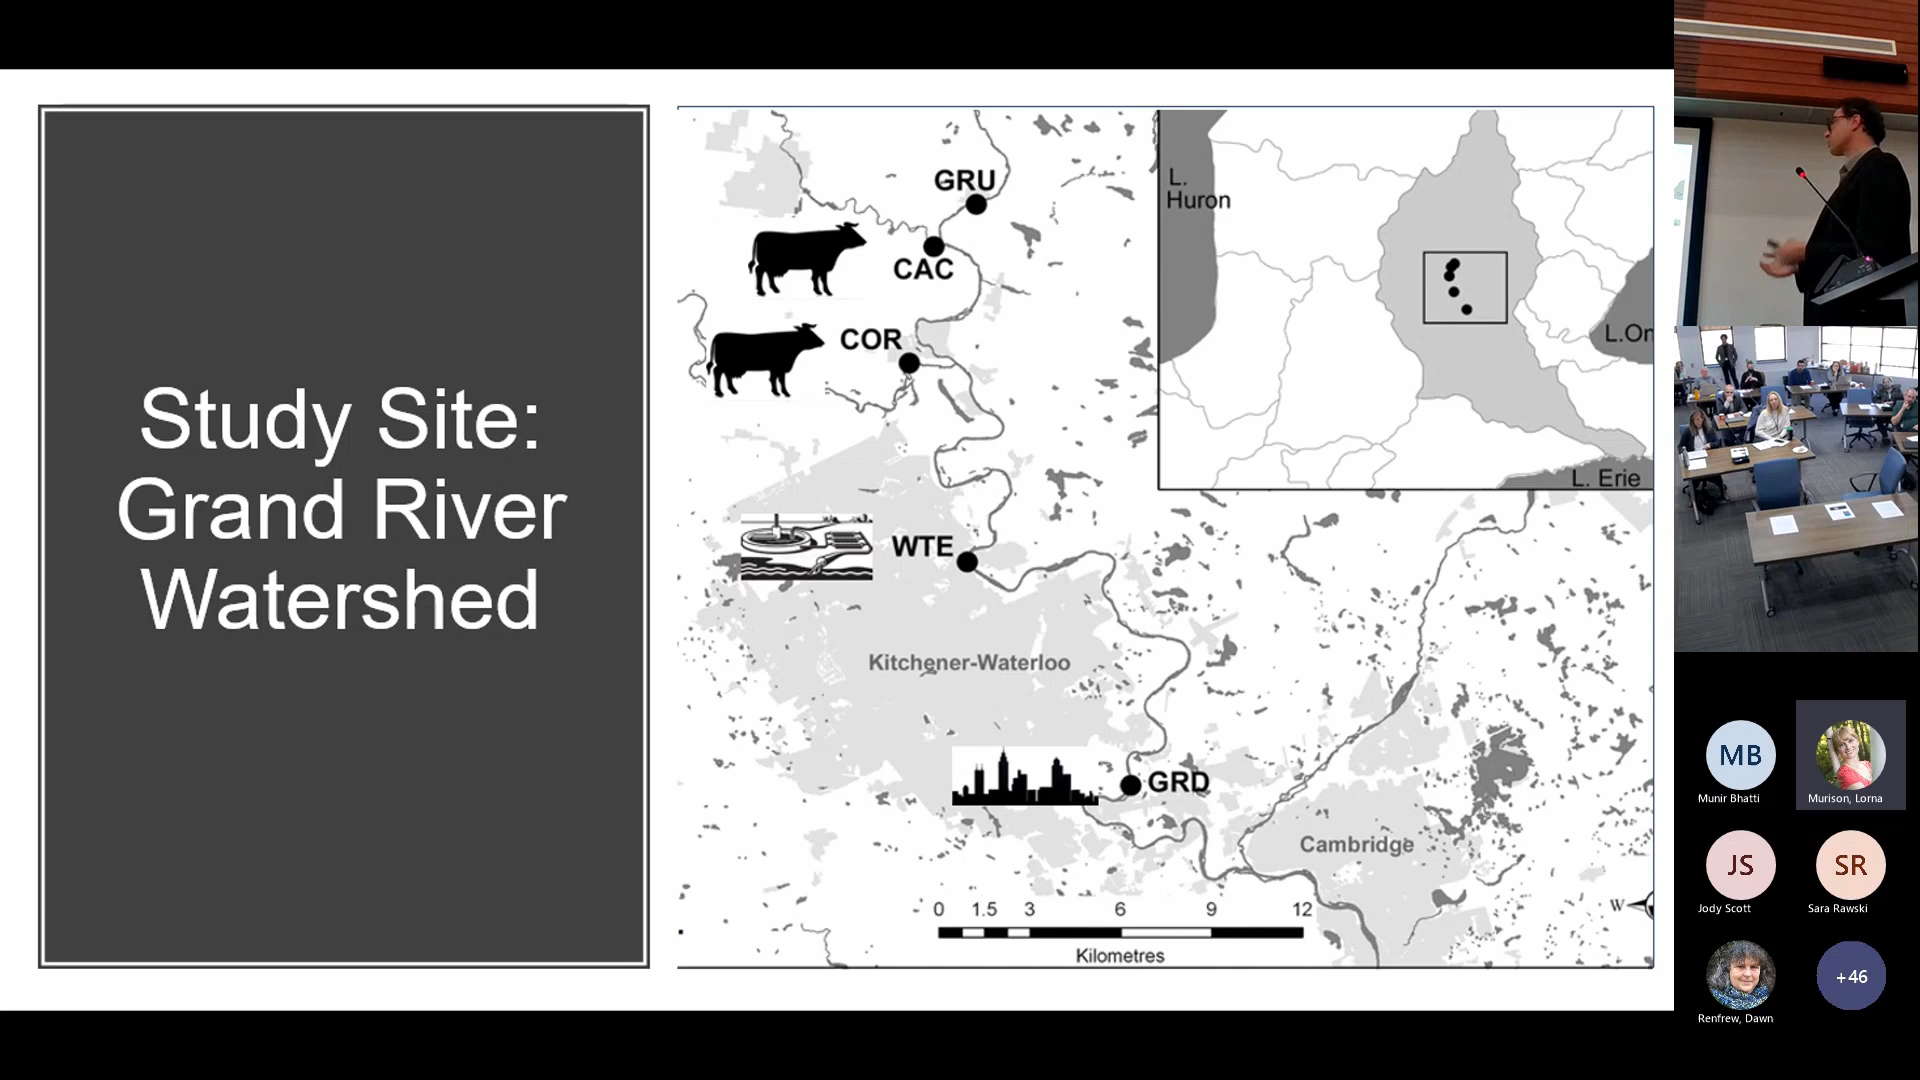 Study Site:
Grand River
Watershed
GRU
CAC
COR
WTE
Kitchener-Waterloo
GRD
Cambridge
0 1.5 3 6 9 12
Kilometres
W
L.
Huron
L.On
L. Erie
MB
Munir Bhatti
Murison, Lorna
JS
Jody Scott
SR
Sara Rawski
Renfrew, Dawn
+46